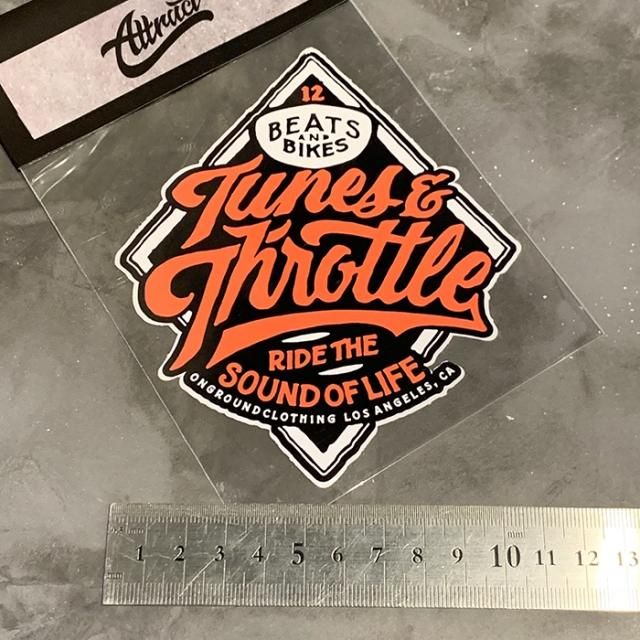 Attract
12
BEATS
AND
BIKES
Tunes &
Throttle
RIDE THE
SOUND OF LIFE
ONGROUNDCLOTHING LOS ANGELES, CA
mm
1 2 3 4 5 6 7 8 9 10 11 12 13